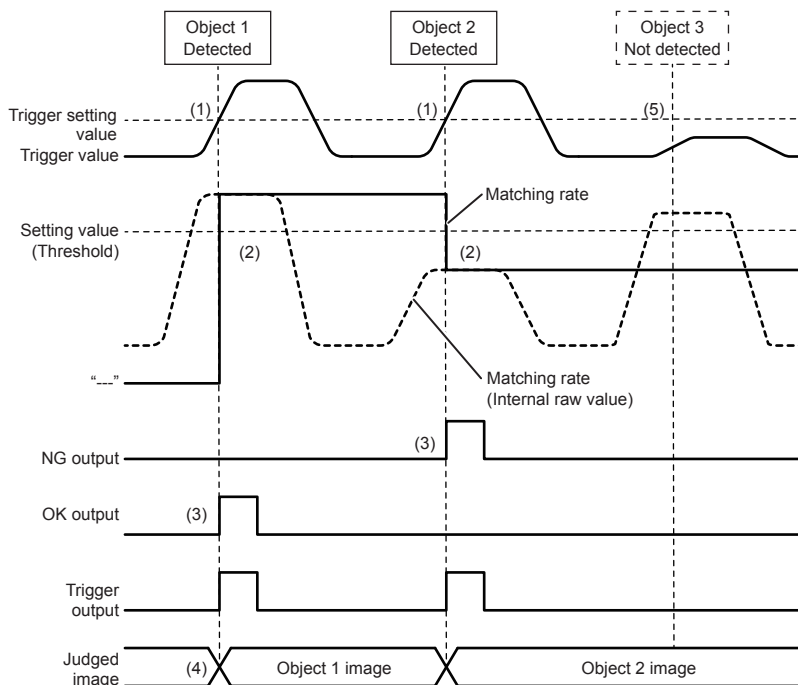 Object 1
Detected
Object 2
Detected
Object 3
Not detected
(1)
(1)
(5)
Trigger setting
value
Trigger value
Matching rate
Setting value
(Threshold)
(2)
(2)
“---”
Matching rate
(Internal raw value)
(3)
NG output
OK output
(3)
Trigger
output
Judged
image
(4)
Object 1 image
Object 2 image